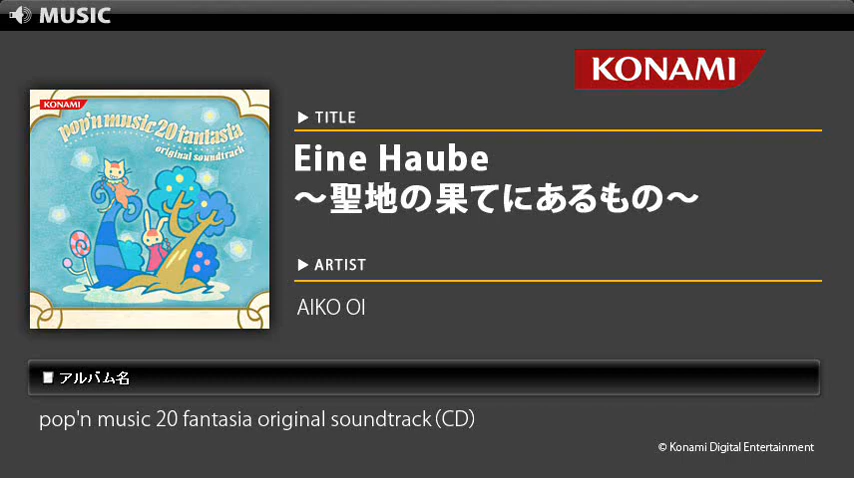 MUSIC
KONAMI
KONAMI
pop'n music 20 fantasia
original soundtrack
▶ TITLE
Eine Haube
～聖地の果てにあるもの～
▶ ARTIST
AIKO OI
■ アルバム名
pop'n music 20 fantasia original soundtrack(CD)
© Konami Digital Entertainment